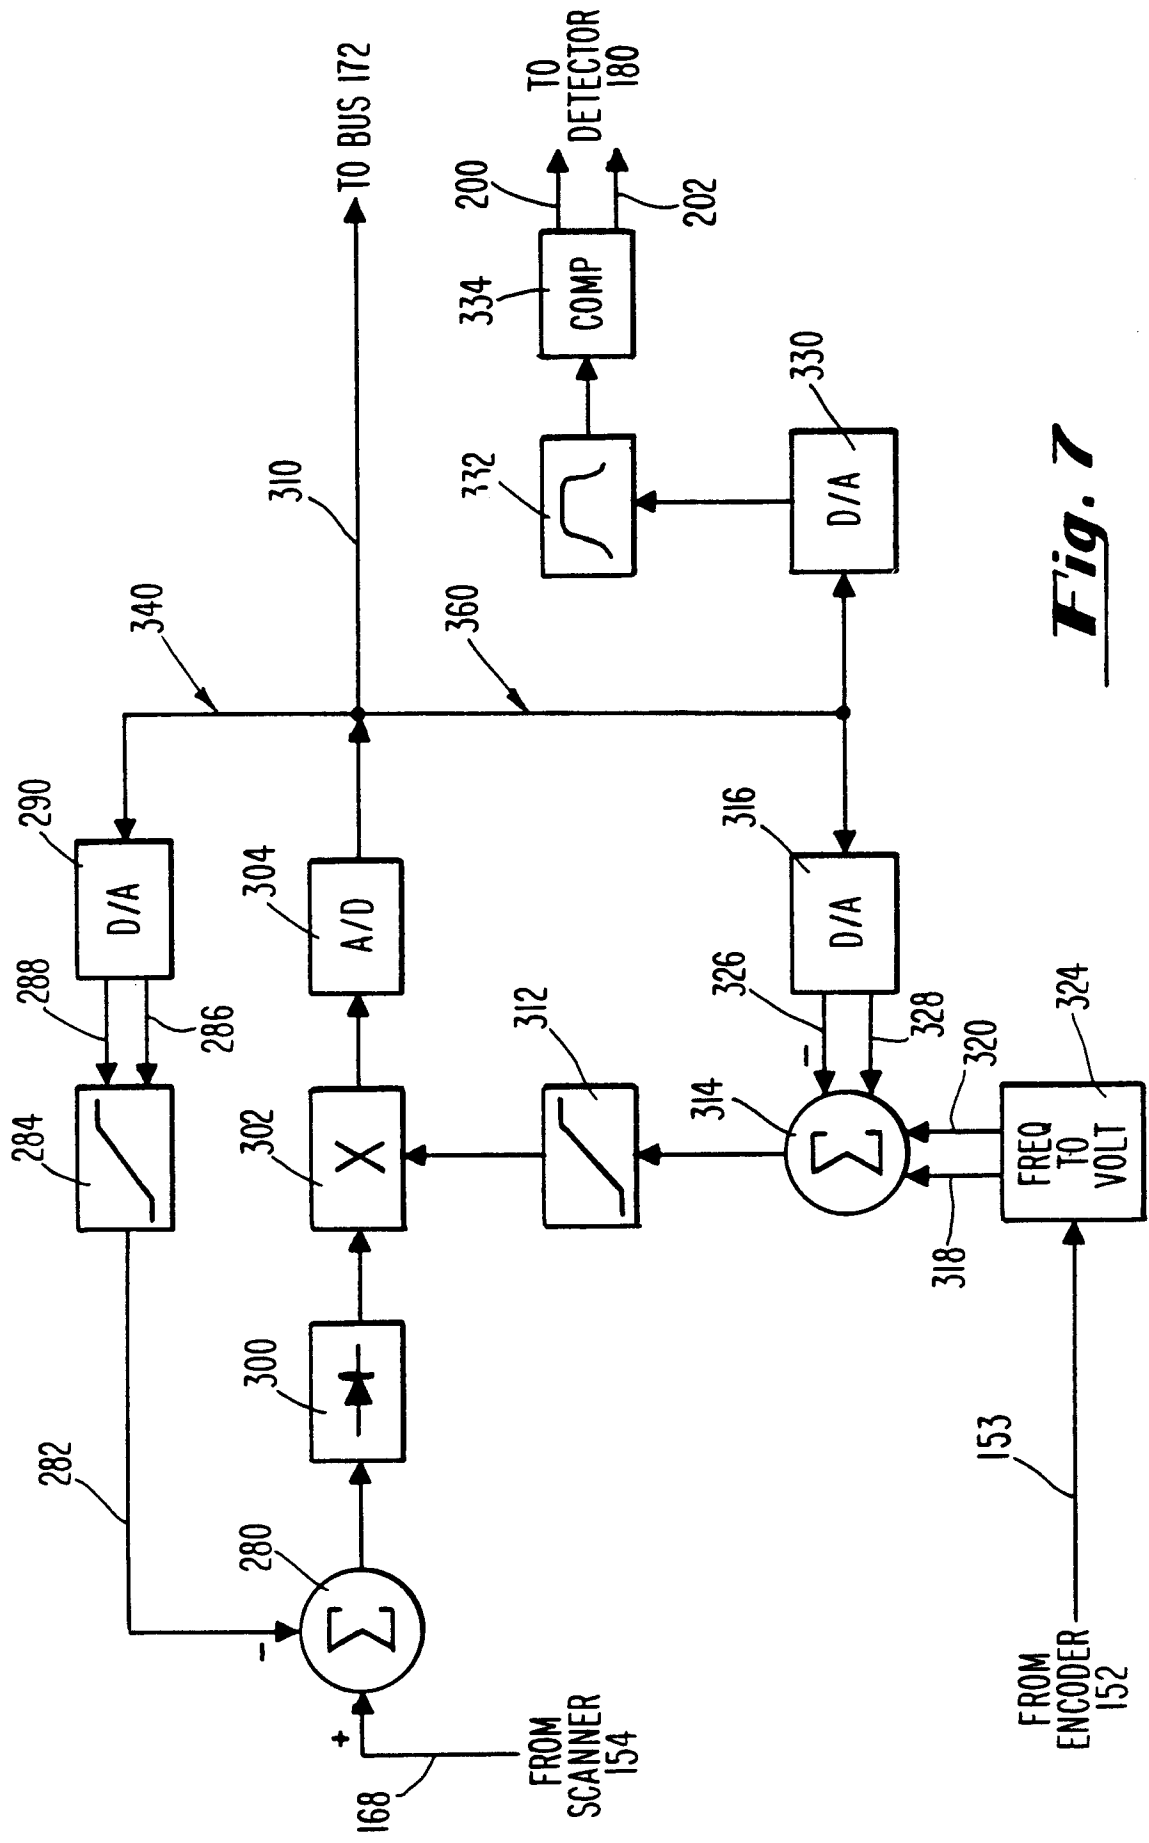 340
310
TO BUS 172
290
D/A
288
286
284
282
304
A/D
302
X
300
280
Σ
-
+
168
FROM
SCANNER
154
360
332
334
COMP
200
202
TO
DETECTOR
180
330
D/A
316
D/A
326
328
-
312
314
Σ
320
318
324
FREQ
TO
VOLT
153
FROM
ENCODER
152
Fig. 7